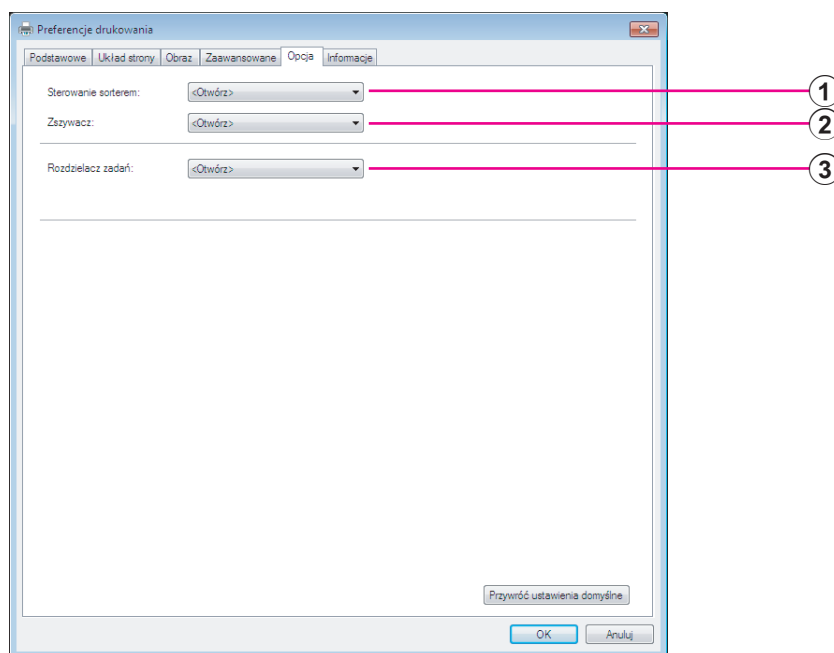 Preferencje drukowania
Podstawowe Układ strony Obraz Zaawansowane Opcja Informacje
Sterowanie sorterem: <Otwórz> 1
Zszywacz: <Otwórz> 2
Rozdzielacz zadań: <Otwórz> 3
Przywróć ustawienia domyślne
OK Anuluj